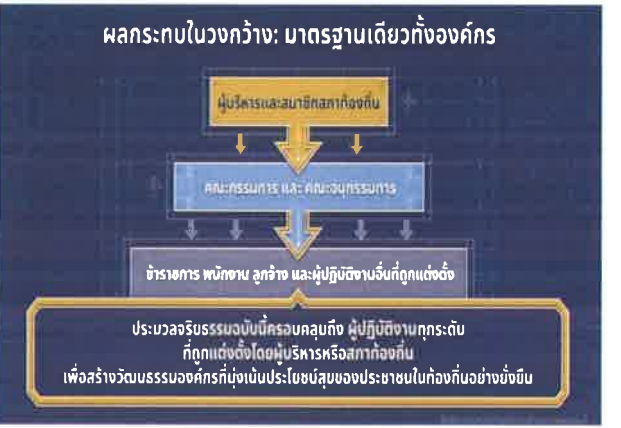 ผลกระทบในวงกว้าง: มาตรฐานเดียวทั้งองค์กร
ผู้บริหารและสมาชิกสภาท้องถิ่น
คณะกรรมการ และ คณะอนุกรรมการ
ข้าราชการ พนักงาน ลูกจ้าง และผู้ปฏิบัติงานอื่นที่ถูกแต่งตั้ง
ประมวลจริยธรรมฉบับนี้ครอบคลุมถึง ผู้ปฏิบัติงานทุกระดับ
ที่ถูกแต่งตั้งโดยผู้บริหารหรือสภาท้องถิ่น
เพื่อสร้างวัฒนธรรมองค์กรที่มุ่งเน้นประโยชน์สุขของประชาชนในท้องถิ่นอย่างยั่งยืน